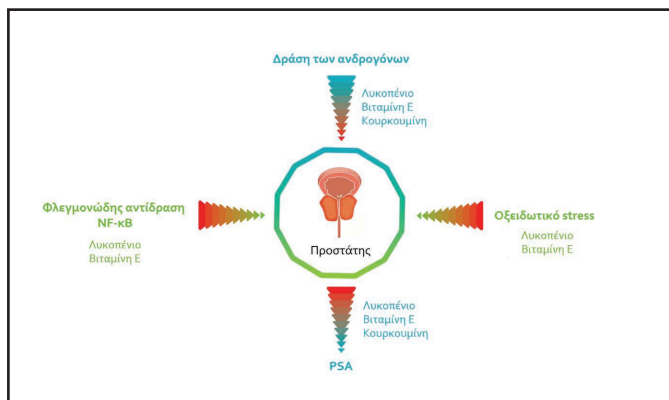 Δράση των ανδρογόνων
Λυκοπένιο
Βιταμίνη Ε
Κουρκουμίνη
Φλεγμονώδης αντίδραση
NF-κB
Λυκοπένιο
Βιταμίνη Ε
Προστάτης
Οξειδωτικό stress
Λυκοπένιο
Βιταμίνη Ε
Λυκοπένιο
Βιταμίνη Ε
Κουρκουμίνη
PSA